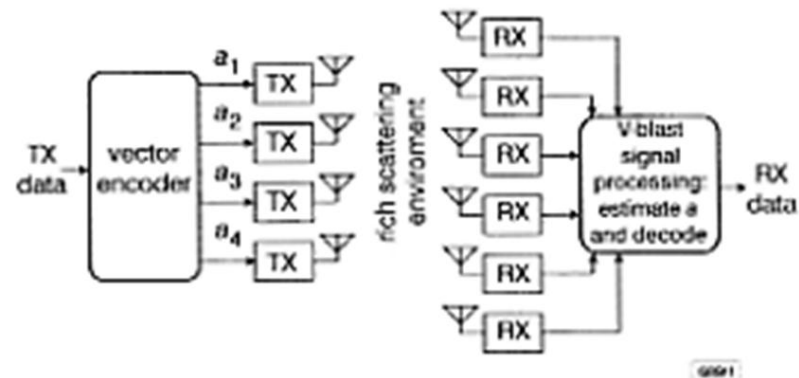 TX
data
vector
encoder
a1
TX
a2
TX
a3
TX
a4
TX
rich scattering
enviroment
RX
RX
RX
RX
RX
RX
V-blast
signal
processing:
estimate a
and decode
RX
data